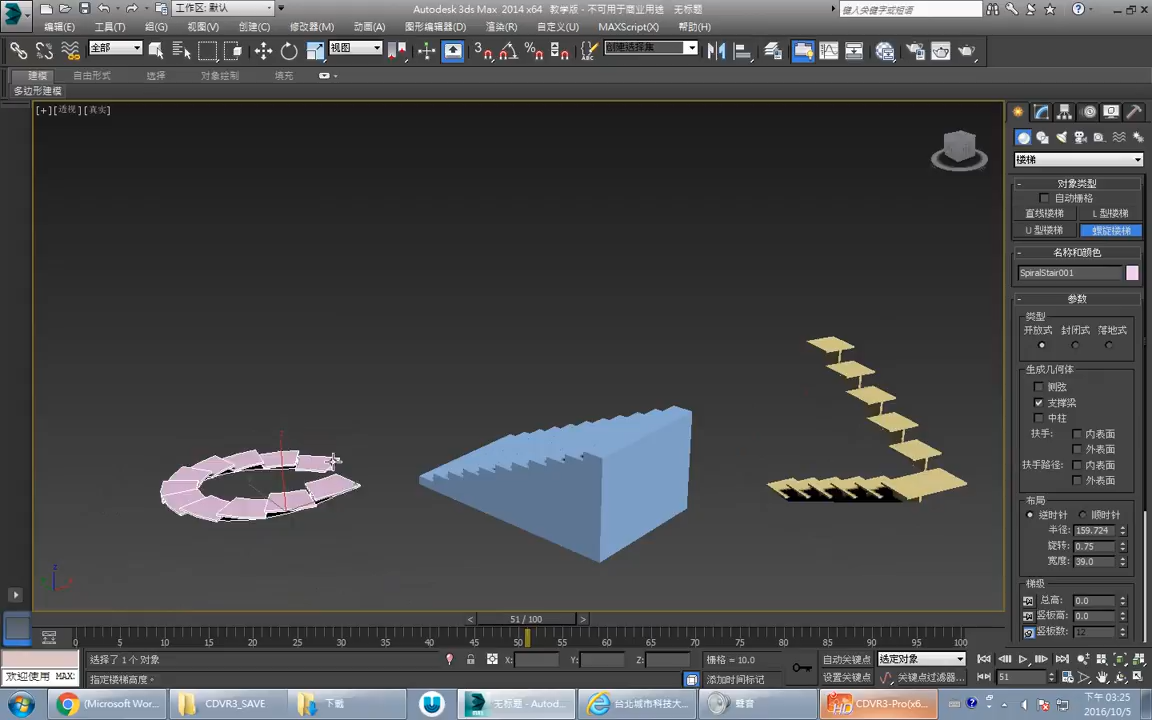 工作区: 默认
Autodesk 3ds Max 2014 x64 教学版 - 不可用于商业用途 无标题
键入关键字或短语
编辑(E) 工具(T) 组(G) 视图(V) 创建(C) 修改器(M) 动画(A) 图形编辑器(D) 渲染(R) 自定义(U) MAXScript(X) 帮助(H)
全部 视图 创建选择集
建模 自由形式 选择 对象绘制 填充
多边形建模
[+][透视][真实]
楼梯
对象类型
自动栅格
直线楼梯 L 型楼梯
U 型楼梯 螺旋楼梯
名称和颜色
SpiralStair001
参数
类型
开放式 封闭式 落地式
生成几何体
侧弦
支撑梁
中柱
扶手: 内表面
外表面
扶手路径: 内表面
外表面
布局
逆时针 顺时针
半径: 159.724
旋转: 0.75
宽度: 39.0
梯级
总高: 0.0
竖板高: 0.0
竖板数: 12
51 / 100
0 5 10 15 20 25 30 35 40 45 50 55 60 65 70 75 80 85 90 95 100
选择了 1 个对象 X: Y: Z: 栅格 = 10.0 自动关键点 选定对象
欢迎使用 MAX: 指定楼梯高度 添加时间标记 设置关键点 关键点过滤器... 51
(Microsoft Wor... CDVR3_SAVE 下載 无标题 - Autod... 台北城市科技大... 聲音 CDVR3-Pro(x6...
下午 03:25
2016/10/5